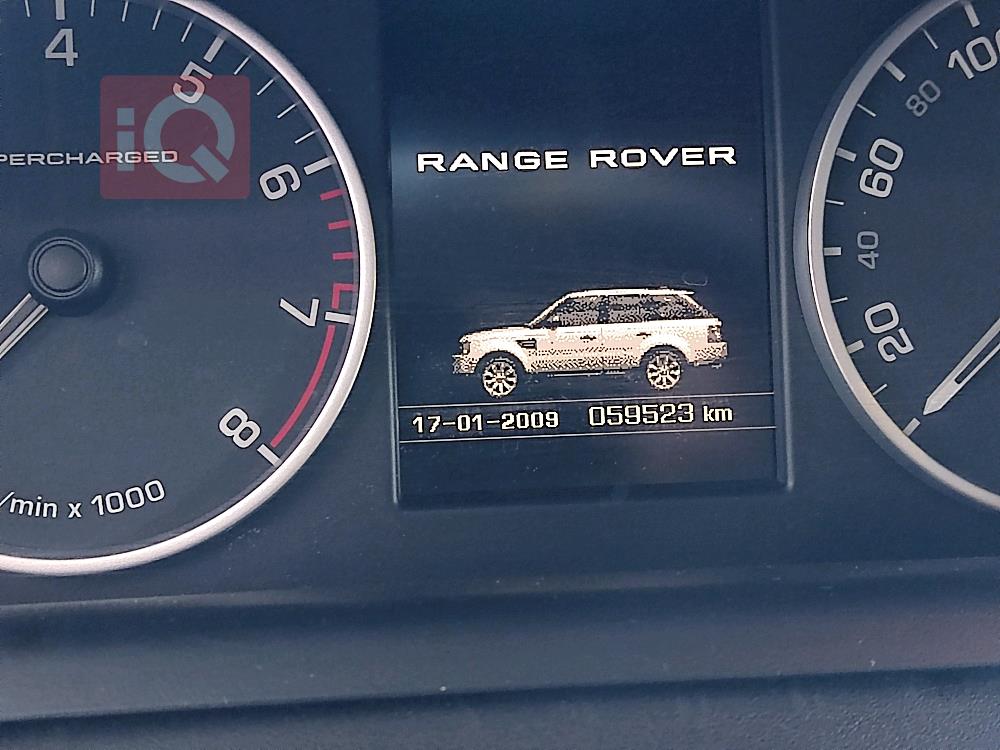 4
5
iQ
PERCHARGED
6
7
8
/min x 1000
RANGE ROVER
17-01-2009 059523 km
100
80
60
40
20